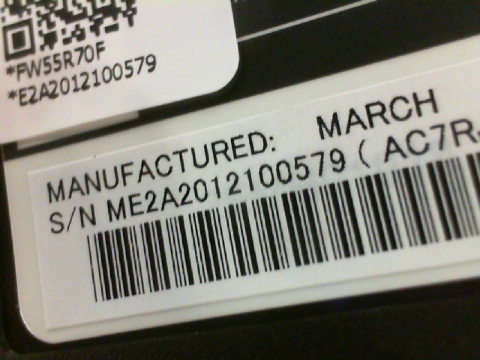 *FW55R70F
*E2A2012100579
MANUFACTURED: MARCH
S/N ME2A2012100579 ( AC7R